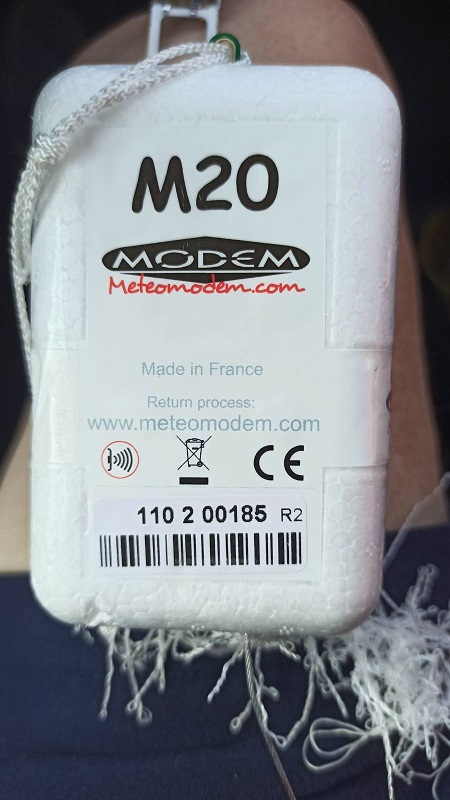 M20
MODEM
Meteomodem.com
Made in France
Return process:
www.meteomodem.com
CE
110 2 00185 R2